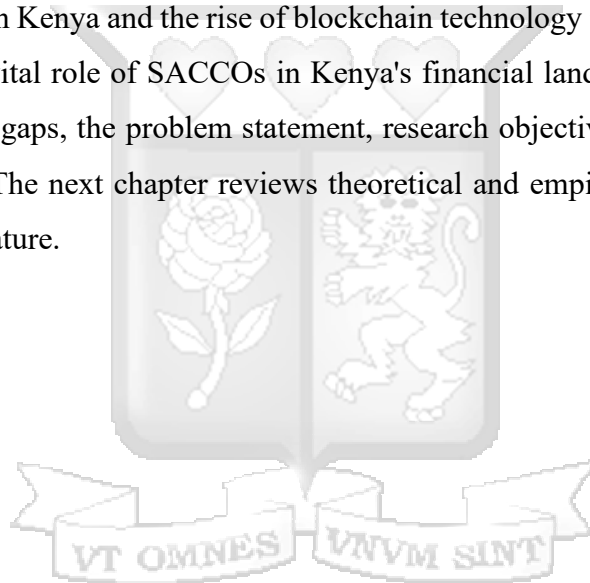 n Kenya and the rise of blockchain technology
ital role of SACCOs in Kenya's financial land
gaps, the problem statement, research objectiv
The next chapter reviews theoretical and empi
ature.
VT OMNES VNVM SINT